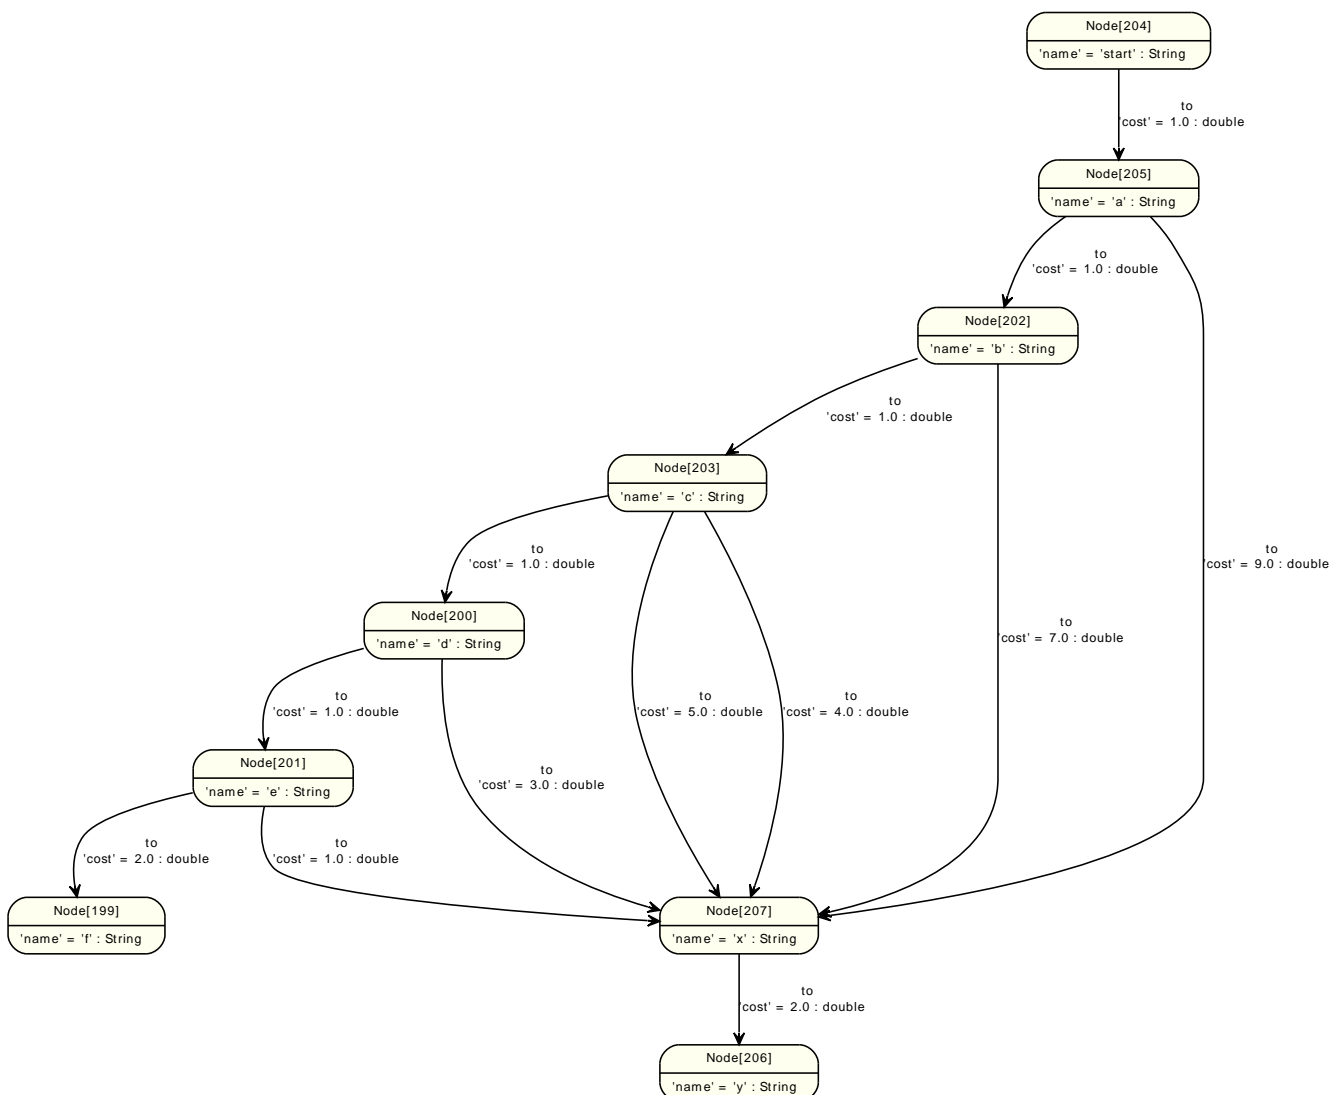 Node[204]
'name' = 'start' : String
to
'cost' = 1.0 : double
Node[205]
'name' = 'a' : String
to
'cost' = 1.0 : double
Node[202]
'name' = 'b' : String
to
'cost' = 1.0 : double
Node[203]
'name' = 'c' : String
to
'cost' = 1.0 : double
to
'cost' = 9.0 : double
Node[200]
'name' = 'd' : String
to
'cost' = 7.0 : double
to
'cost' = 1.0 : double
to
'cost' = 5.0 : double
to
'cost' = 4.0 : double
Node[201]
'name' = 'e' : String
to
'cost' = 3.0 : double
to
'cost' = 2.0 : double
to
'cost' = 1.0 : double
Node[199]
'name' = 'f' : String
Node[207]
'name' = 'x' : String
to
'cost' = 2.0 : double
Node[206]
'name' = 'y' : String